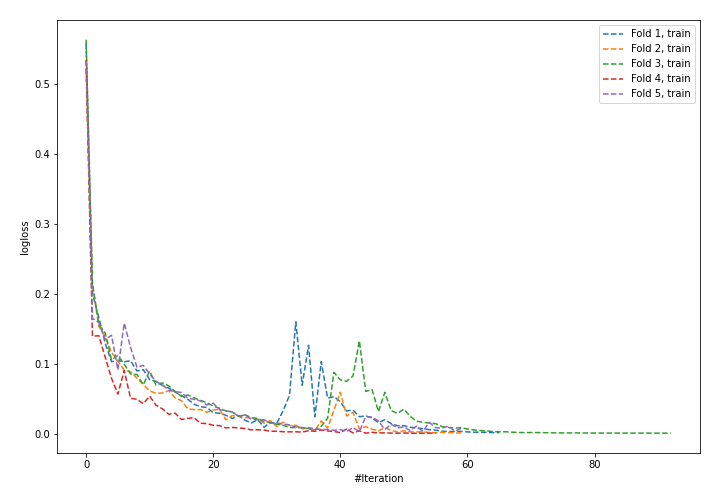 Fold 1, train
Fold 2, train
Fold 3, train
Fold 4, train
Fold 5, train
0.5
0.4
0.3
0.2
0.1
0.0
logloss
0
20
40
60
80
#Iteration